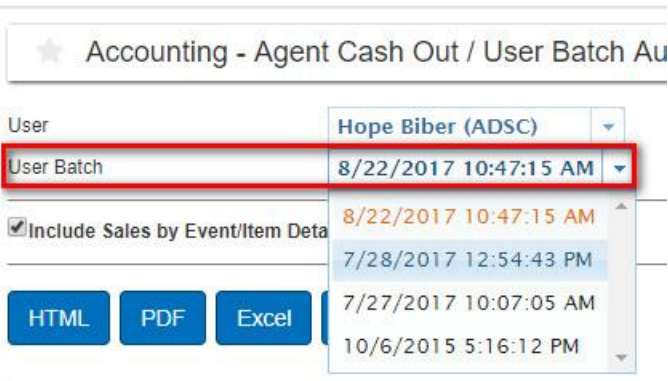 Accounting - Agent Cash Out / User Batch Au
User Hope Biber (ADSC)
User Batch 8/22/2017 10:47:15 AM
8/22/2017 10:47:15 AM
Include Sales by Event/Item Deta
7/28/2017 12:54:43 PM
7/27/2017 10:07:05 AM
HTML PDF Excel
10/6/2015 5:16:12 PM